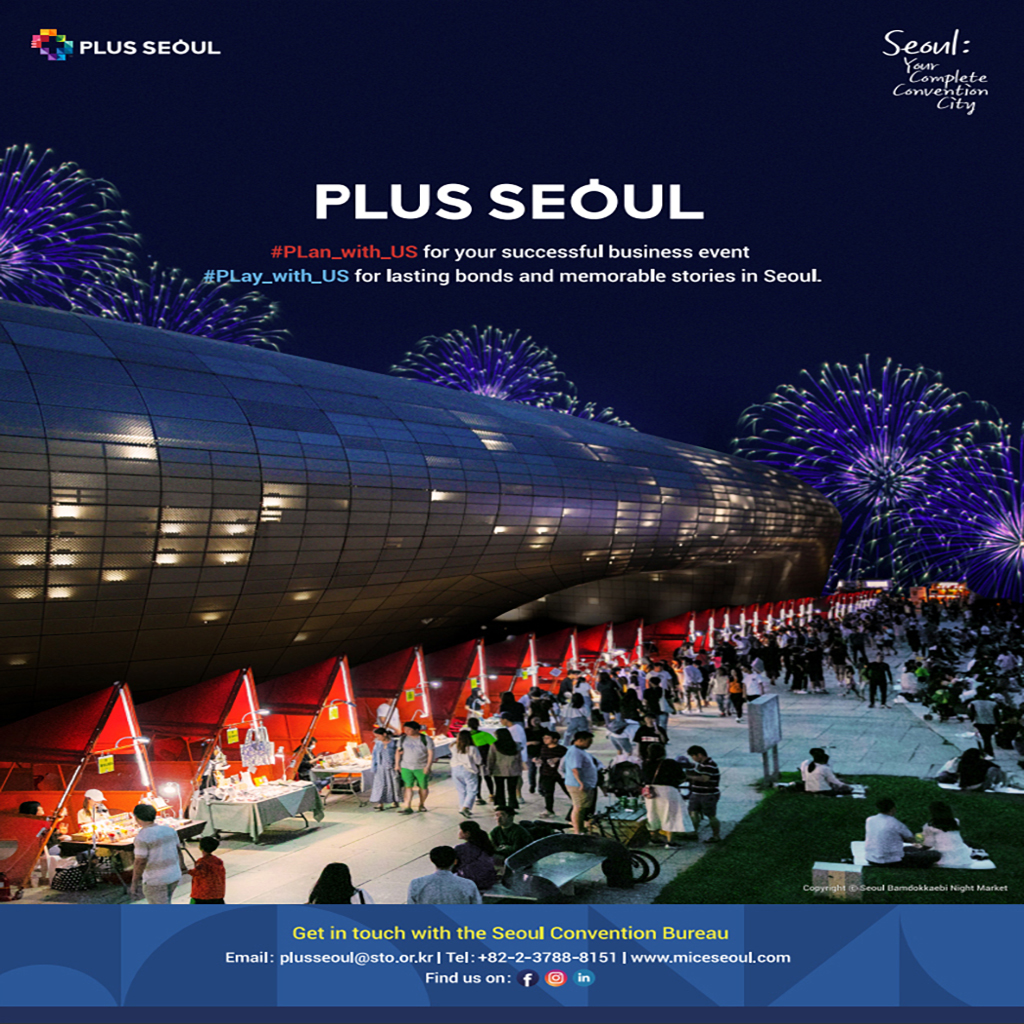 PLUS SEOUL
Seoul:
Your
Complete
Convention
City
PLUS SEOUL
#PLan_with_US for your successful business event
#PLay_with_US for lasting bonds and memorable stories in Seoul.
Copyright ⓒ Seoul Bamdokkaebi Night Market
Get in touch with the Seoul Convention Bureau
Email: plusseoul@sto.or.kr | Tel: +82-2-3788-8151 | www.miceseoul.com
Find us on: f in